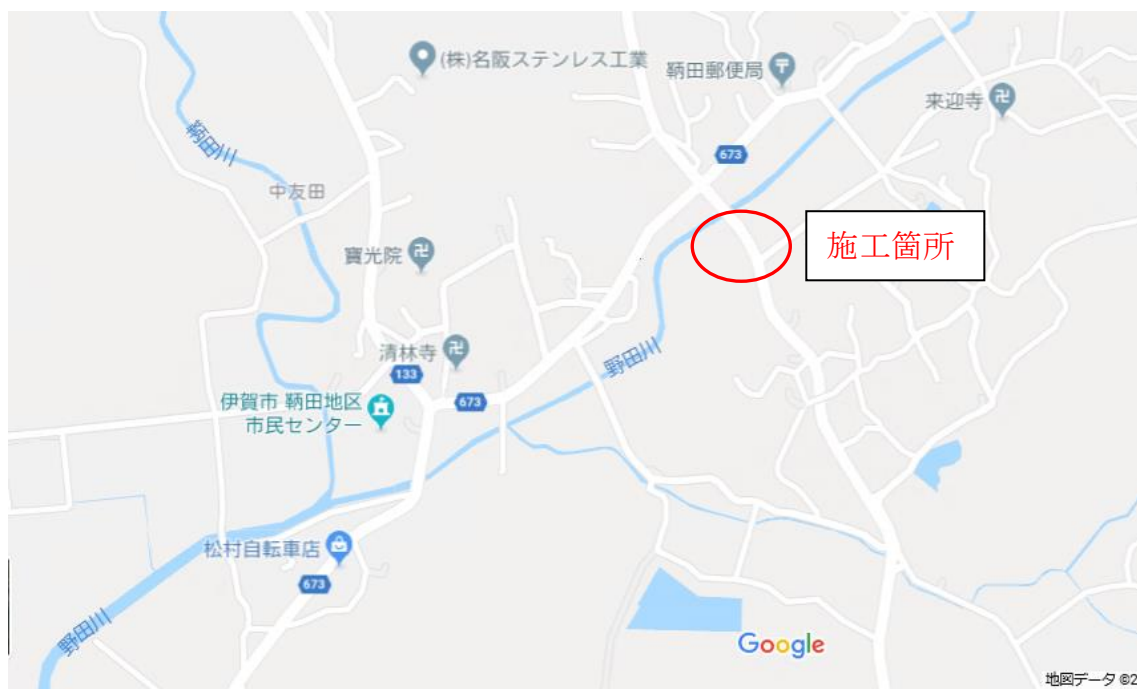 (株)名阪ステンレス工業
鞆田郵便局
来迎寺
673
鞆田川
中友田
施工箇所
寶光院
清林寺
133
野田川
伊賀市 鞆田地区
市民センター
673
松村自転車店
673
野田川
Google
地図データ ©2